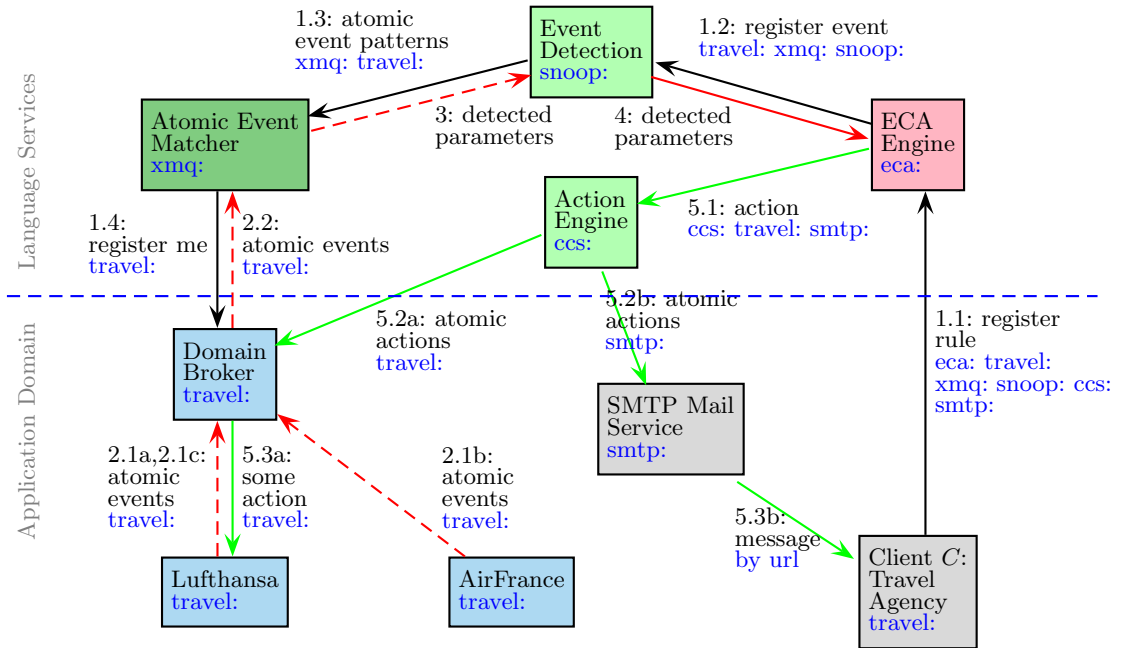 Language Services
Application Domain
1.3: atomic
event patterns
xmq: travel:
Event
Detection
snoop:
1.2: register event
travel: xmq: snoop:
Atomic Event
Matcher
xmq:
3: detected
parameters
4: detected
parameters
ECA
Engine
eca:
Action
Engine
ccs:
5.1: action
ccs: travel: smtp:
1.4:
register me
travel:
2.2:
atomic events
travel:
5.2b: atomic
actions
smtp:
5.2a: atomic
actions
travel:
1.1: register
rule
eca: travel:
xmq: snoop: ccs:
smtp:
Domain
Broker
travel:
SMTP Mail
Service
smtp:
2.1a,2.1c:
atomic
events
travel:
5.3a:
some
action
travel:
2.1b:
atomic
events
travel:
5.3b:
message
by url
Lufthansa
travel:
AirFrance
travel:
Client C:
Travel
Agency
travel: